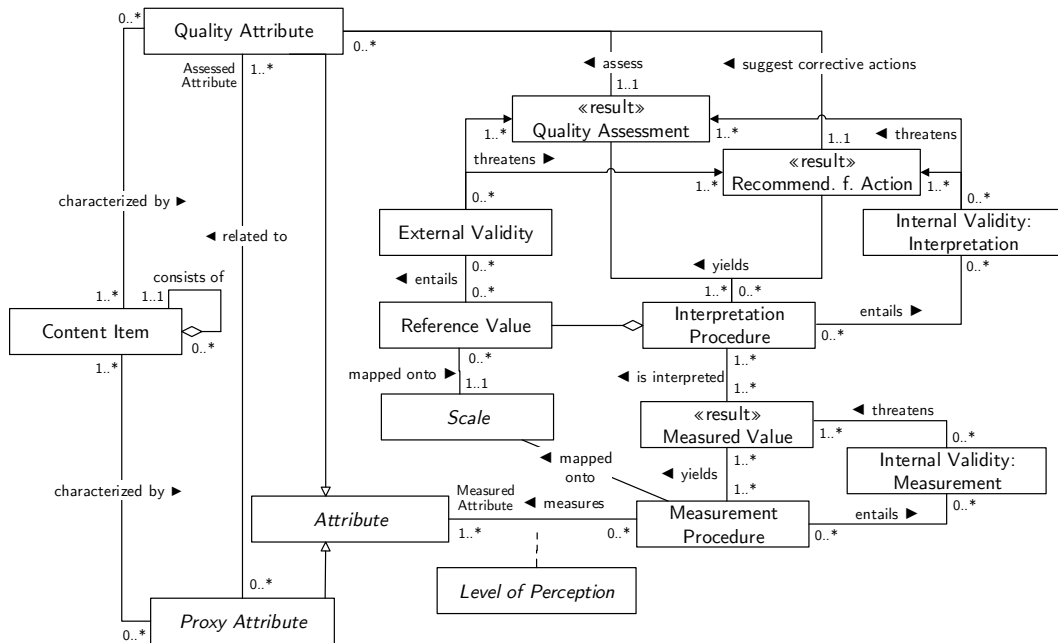 0..*
Quality Attribute
0..*
Assessed
Attribute
1..*
◄ assess
◄ suggest corrective actions
1..1
«result»
Quality Assessment
1..*
1..*
◄ threatens
1..1
threatens ►
«result»
Recommend. f. Action
1..*
1..*
characterized by ►
0..*
External Validity
0..*
0..*
Internal Validity:
Interpretation
0..*
◄ related to
◄ entails
◄ yields
consists of
1..*
1..1
0..*
1..*
0..*
Content Item
0..*
1..*
Reference Value
0..*
Interpretation
Procedure
0..*
entails ►
1..*
mapped onto ►
1..1
◄ is interpreted
1..*
Scale
«result»
Measured Value
1..*
◄ threatens
0..*
1..*
◄ mapped
onto
◄ yields
Internal Validity:
Measurement
characterized by ►
Measured
Attribute
◄ measures
1..*
Attribute
1..*
0..*
Measurement
Procedure
0..*
entails ►
0..*
Level of Perception
0..*
Proxy Attribute
0..*